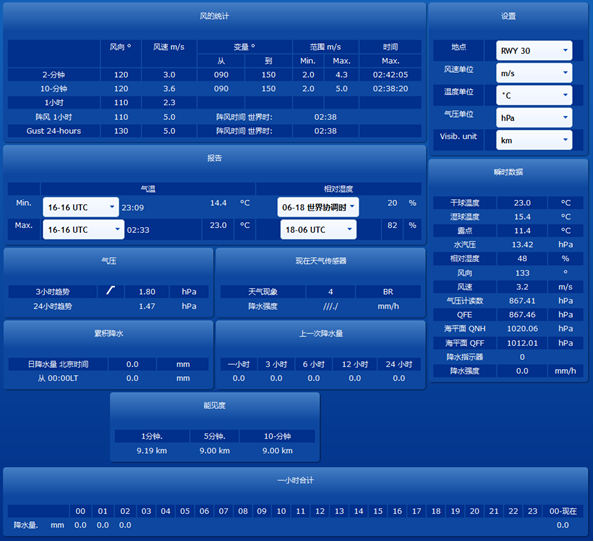 风的统计
风向 º 风速 m/s 变量 º 范围 m/s 时间
从 到 Min. Max. Max.
2-分钟 120 3.0 090 150 2.0 4.3 02:42:05
10-分钟 120 3.6 090 150 2.0 5.0 02:38:20
1小时 110 2.3
阵风 1小时 110 5.0 阵风时间 世界时: 02:38
Gust 24-hours 130 5.0 阵风时间 世界时: 02:38
设置
地点 RWY 30
风速单位 m/s
温度单位 °C
气压单位 hPa
Visib. unit km
报告
气温 相对湿度
Min. 16-16 UTC 23:09 14.4 ºC 06-18 世界协调时 20 %
Max. 16-16 UTC 02:33 23.0 ºC 18-06 UTC 82 %
瞬时数据
干球温度 23.0 ºC
湿球温度 15.4 ºC
露点 11.4 ºC
水汽压 13.42 hPa
相对湿度 48 %
风向 133 º
风速 3.2 m/s
气压计读数 867.41 hPa
QFE 867.46 hPa
海平面 QNH 1020.06 hPa
海平面 QFF 1012.01 hPa
降水指示器 0
降水强度 0.0 mm/h
气压
3小时趋势 1.80 hPa
24小时趋势 1.47 hPa
现在天气传感器
天气现象 4 BR
降水强度 ///./ mm/h
累积降水
日降水量 北京时间 0.0 mm
从 00:00LT 0.0 mm
上一次降水量
一小时 3 小时 6 小时 12 小时 24 小时
0.0 0.0 0.0 0.0 0.0
能见度
1分钟. 5分钟. 10-分钟
9.19 km 9.00 km 9.00 km
一小时合计
00 01 02 03 04 05 06 07 08 09 10 11 12 13 14 15 16 17 18 19 20 21 22 23 00-现在
降水量. mm 0.0 0.0 0.0 0.0